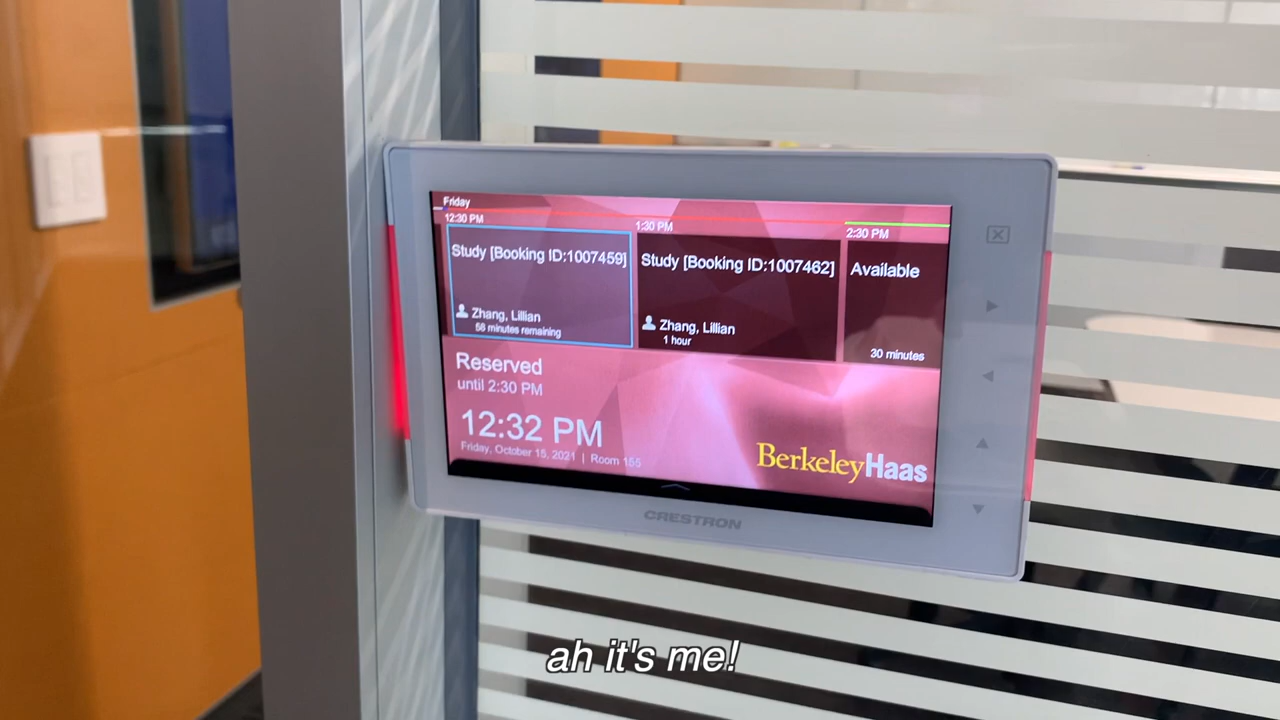 Friday
12:30 PM
1:30 PM
2:30 PM
Study [Booking ID:1007459]
Zhang, Lillian
58 minutes remaining
Study [Booking ID:1007462]
Zhang, Lillian
1 hour
Available
30 minutes
Reserved
until 2:30 PM
12:32 PM
Friday, October 15, 2021 | Room 155
BerkeleyHaas
CRESTRON
ah it's me!